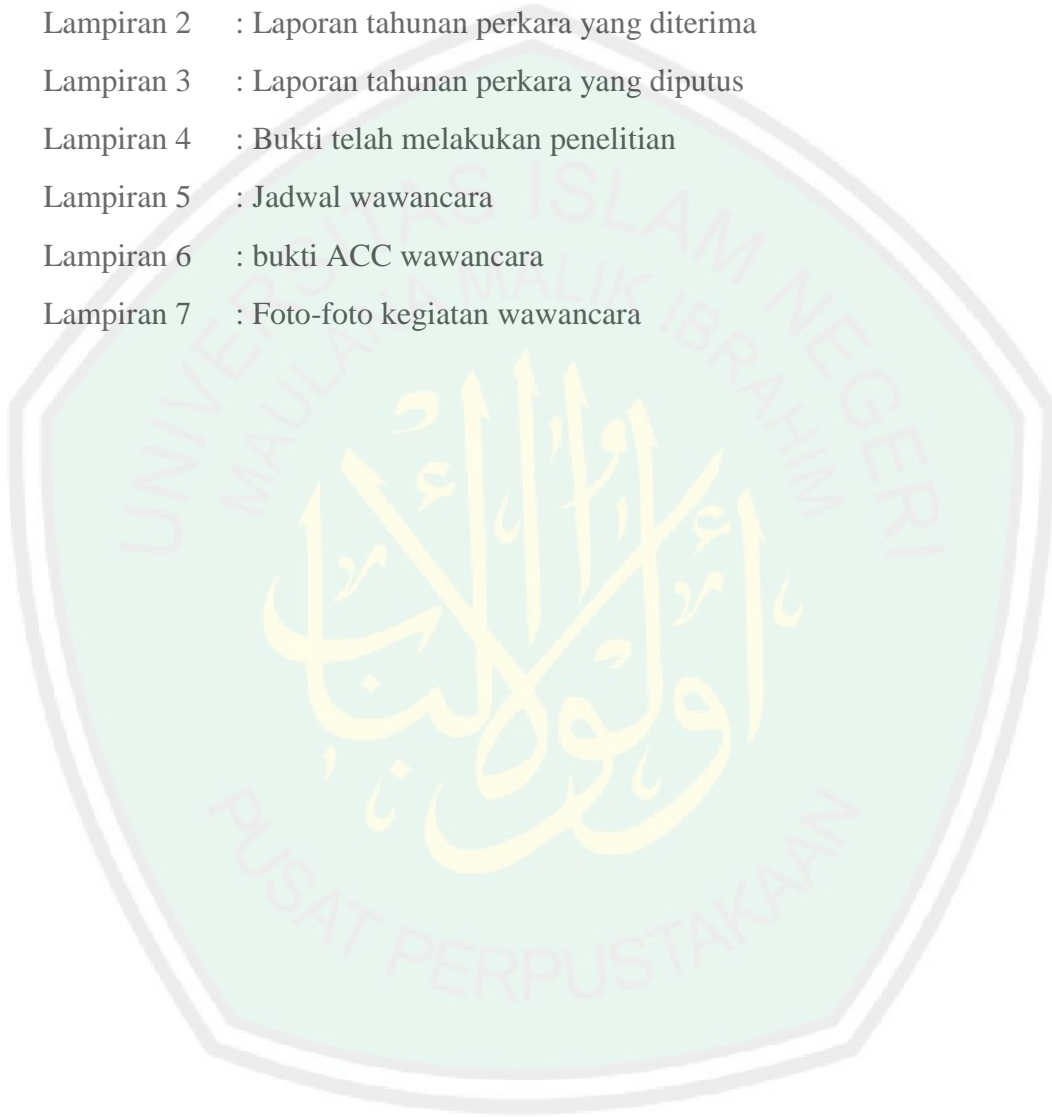 Lampiran 2 : Laporan tahunan perkara yang diterima
Lampiran 3 : Laporan tahunan perkara yang diputus
Lampiran 4 : Bukti telah melakukan penelitian
Lampiran 5 : Jadwal wawancara
Lampiran 6 : bukti ACC wawancara
Lampiran 7 : Foto-foto kegiatan wawancara
UNIVERSITAS ISLAM NEGERI
MAULANA MALIK IBRAHIM
أولو الألباب
PUSAT PERPUSTAKAAN